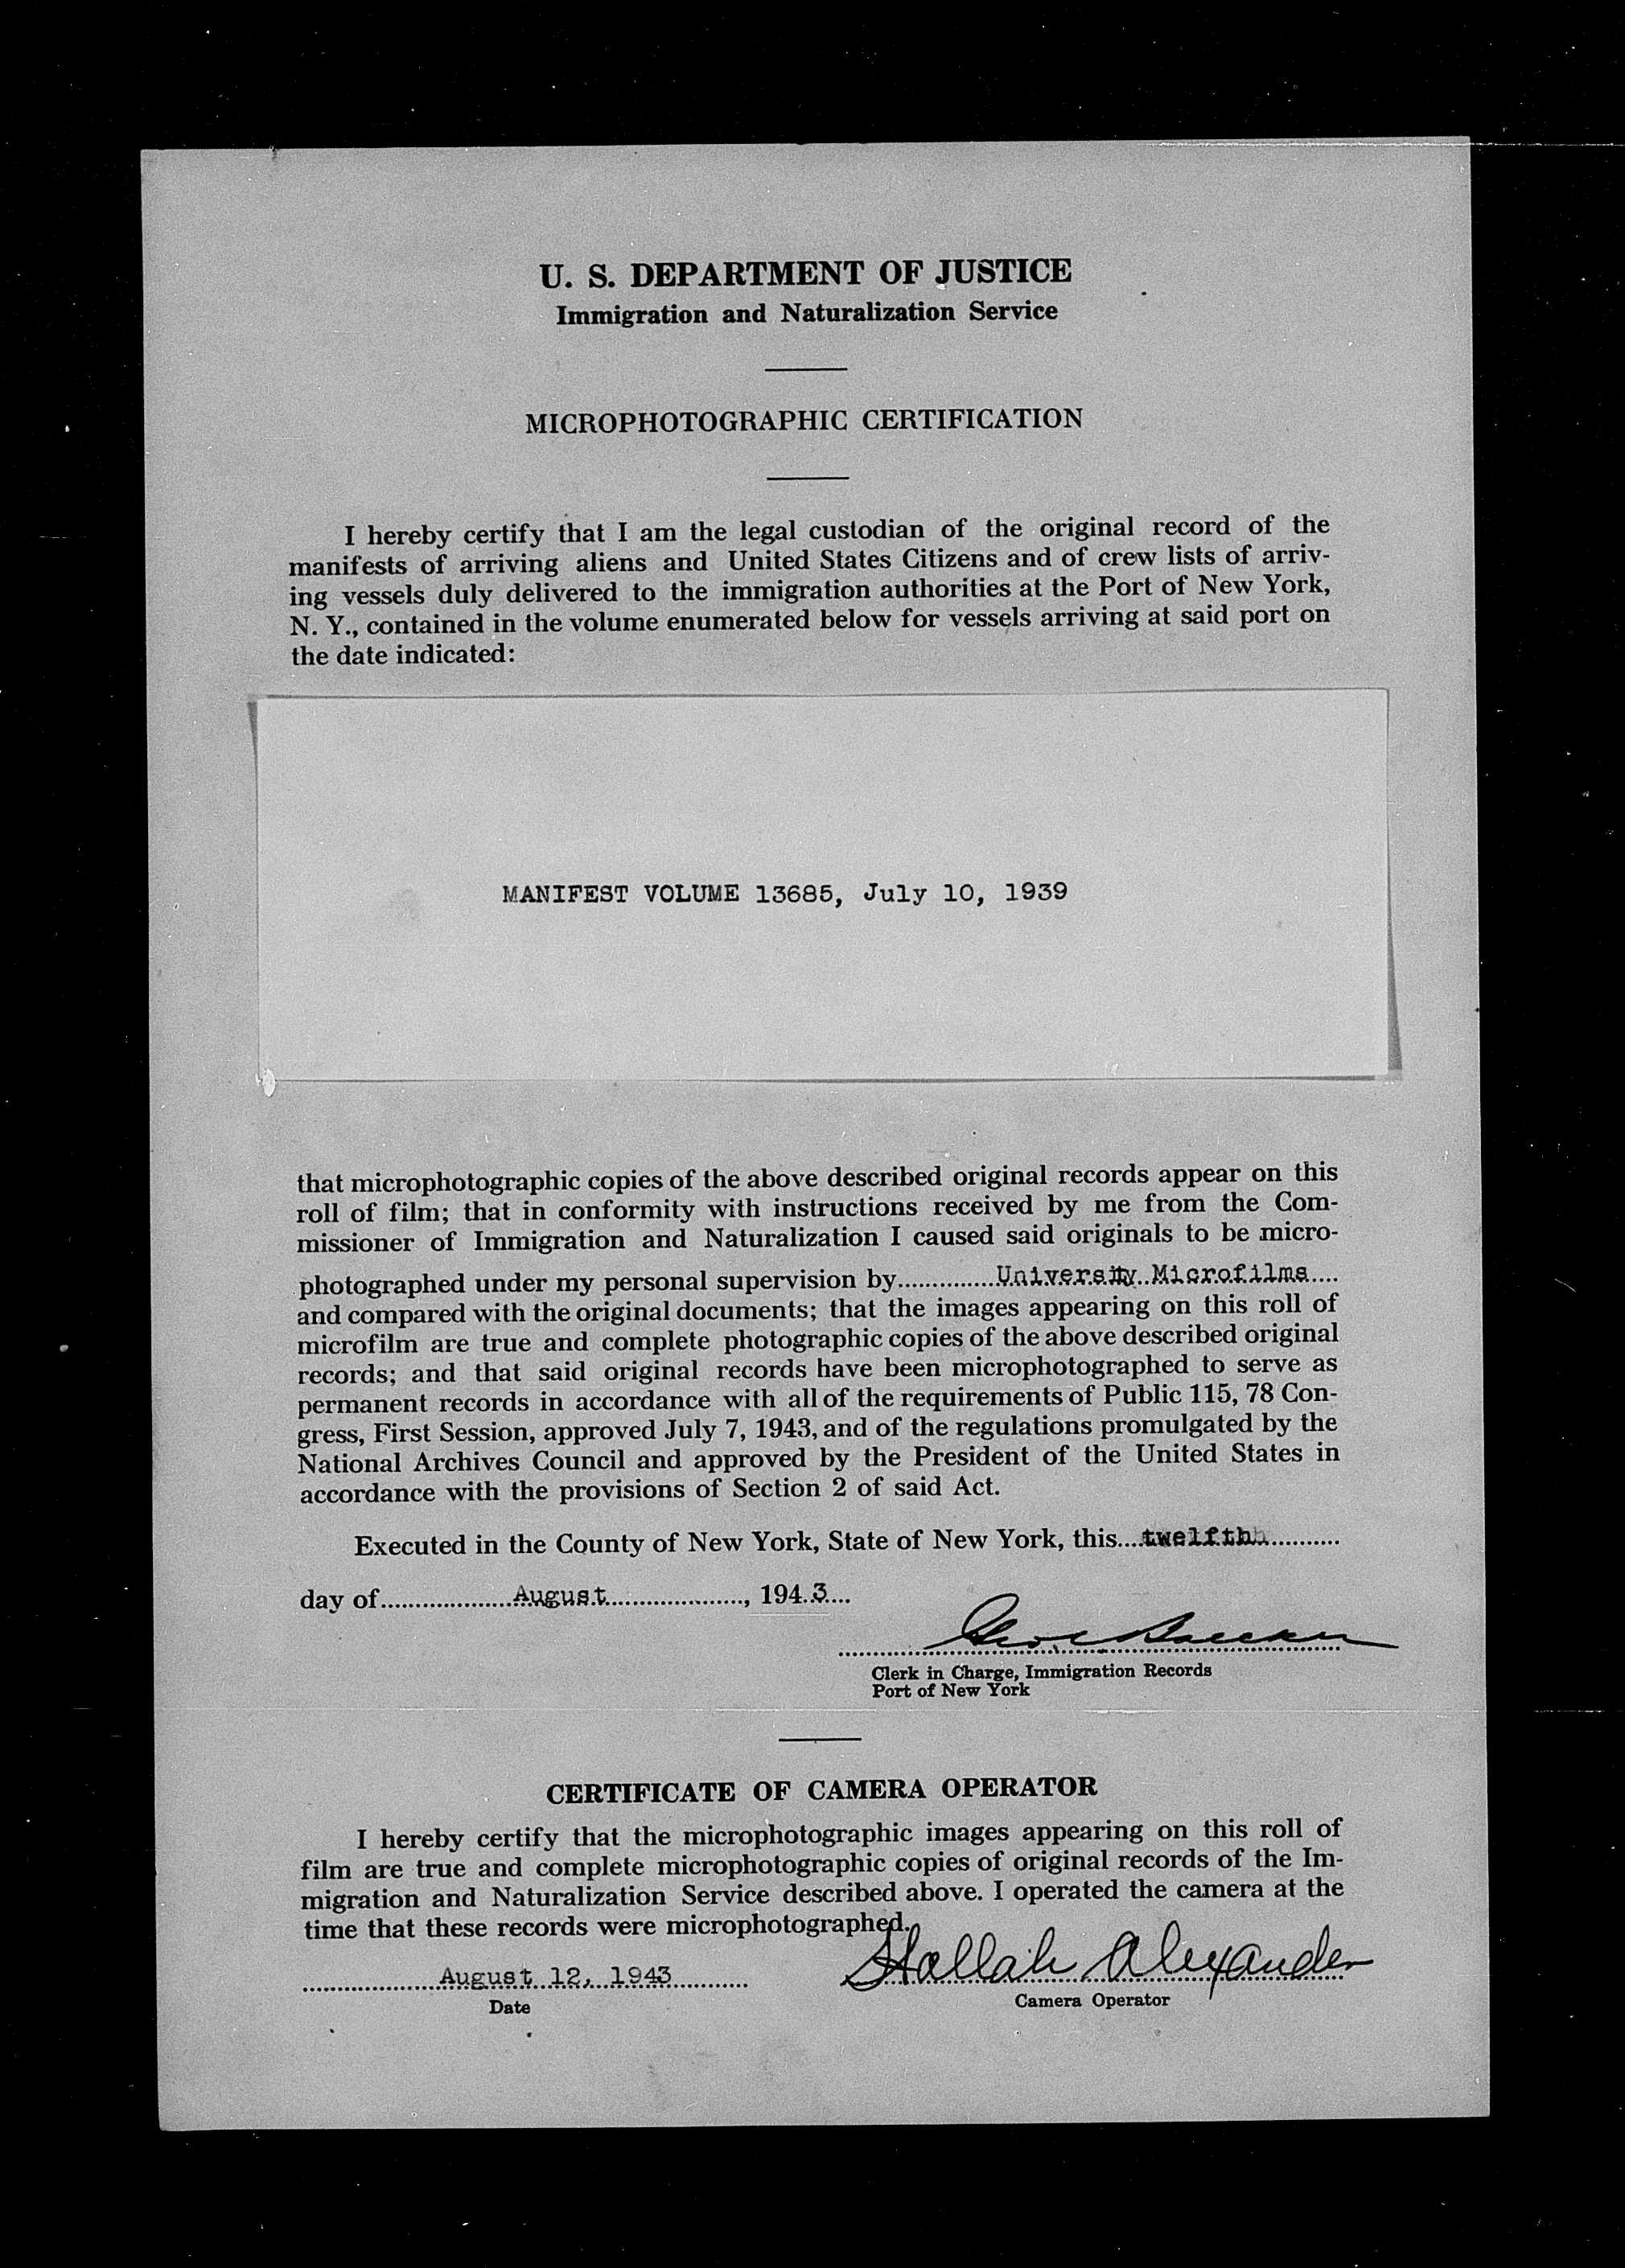 U. S. DEPARTMENT OF JUSTICE
Immigration and Naturalization Service
MICROPHOTOGRAPHIC CERTIFICATION
I hereby certify that I am the legal custodian of the original record of the
manifests of arriving aliens and United States Citizens and of crew lists of arriv-
ing vessels duly delivered to the immigration authorities at the Port of New York,
N. Y., contained in the volume enumerated below for vessels arriving at said port on
the date indicated:
MANIFEST VOLUME 13685, July 10, 1939
that microphotographic copies of the above described original records appear on this
roll of film; that in conformity with instructions received by me from the Com-
missioner of Immigration and Naturalization I caused said originals to be micro-
photographed under my personal supervision by..............University Microfilms....
and compared with the original documents; that the images appearing on this roll of
microfilm are true and complete photographic copies of the above described original
records; and that said original records have been microphotographed to serve as
permanent records in accordance with all of the requirements of Public 115, 78 Con-
gress, First Session, approved July 7, 1943, and of the regulations promulgated by the
National Archives Council and approved by the President of the United States in
accordance with the provisions of Section 2 of said Act.
Executed in the County of New York, State of New York, this....twelfth...........
day of....................August...................., 194..3....
Clerk in Charge, Immigration Records
Port of New York
CERTIFICATE OF CAMERA OPERATOR
I hereby certify that the microphotographic images appearing on this roll of
film are true and complete microphotographic copies of original records of the Im-
migration and Naturalization Service described above. I operated the camera at the
time that these records were microphotographed.
....................August 12, 1943........... Alexander
Date
Camera Operator